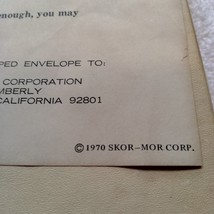 enough, you may
PED ENVELOPE TO:
CORPORATION
MBERLY
CALIFORNIA 92801
© 1970 SKOR-MOR CORP.